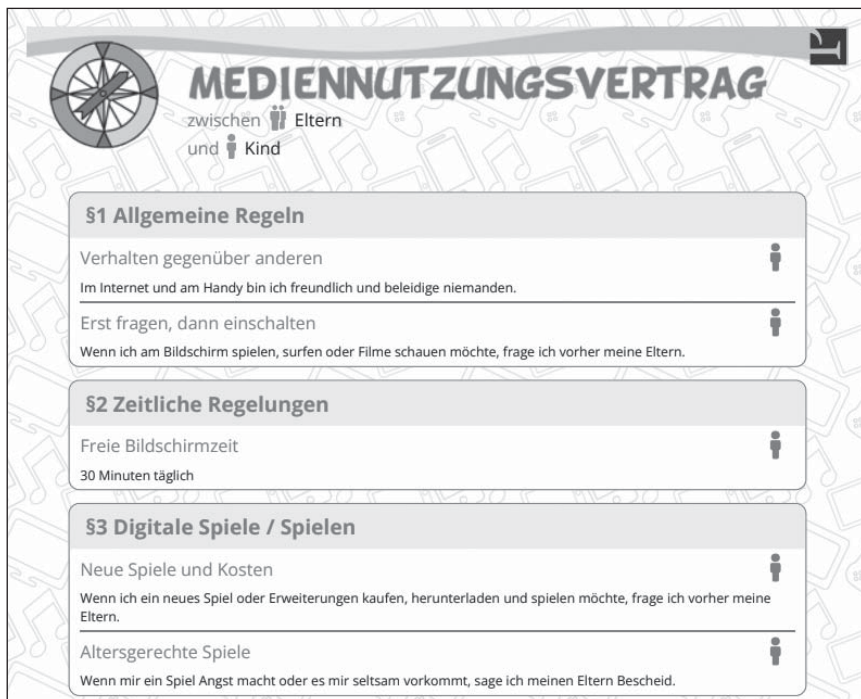 MEDIENNUTZUNGSVERTRAG
zwischen Eltern
und Kind
§1 Allgemeine Regeln
Verhalten gegenüber anderen
Im Internet und am Handy bin ich freundlich und beleidige niemanden.
Erst fragen, dann einschalten
Wenn ich am Bildschirm spielen, surfen oder Filme schauen möchte, frage ich vorher meine Eltern.
§2 Zeitliche Regelungen
Freie Bildschirmzeit
30 Minuten täglich
§3 Digitale Spiele / Spielen
Neue Spiele und Kosten
Wenn ich ein neues Spiel oder Erweiterungen kaufen, herunterladen und spielen möchte, frage ich vorher meine
Eltern.
Altersgerechte Spiele
Wenn mir ein Spiel Angst macht oder es mir seltsam vorkommt, sage ich meinen Eltern Bescheid.